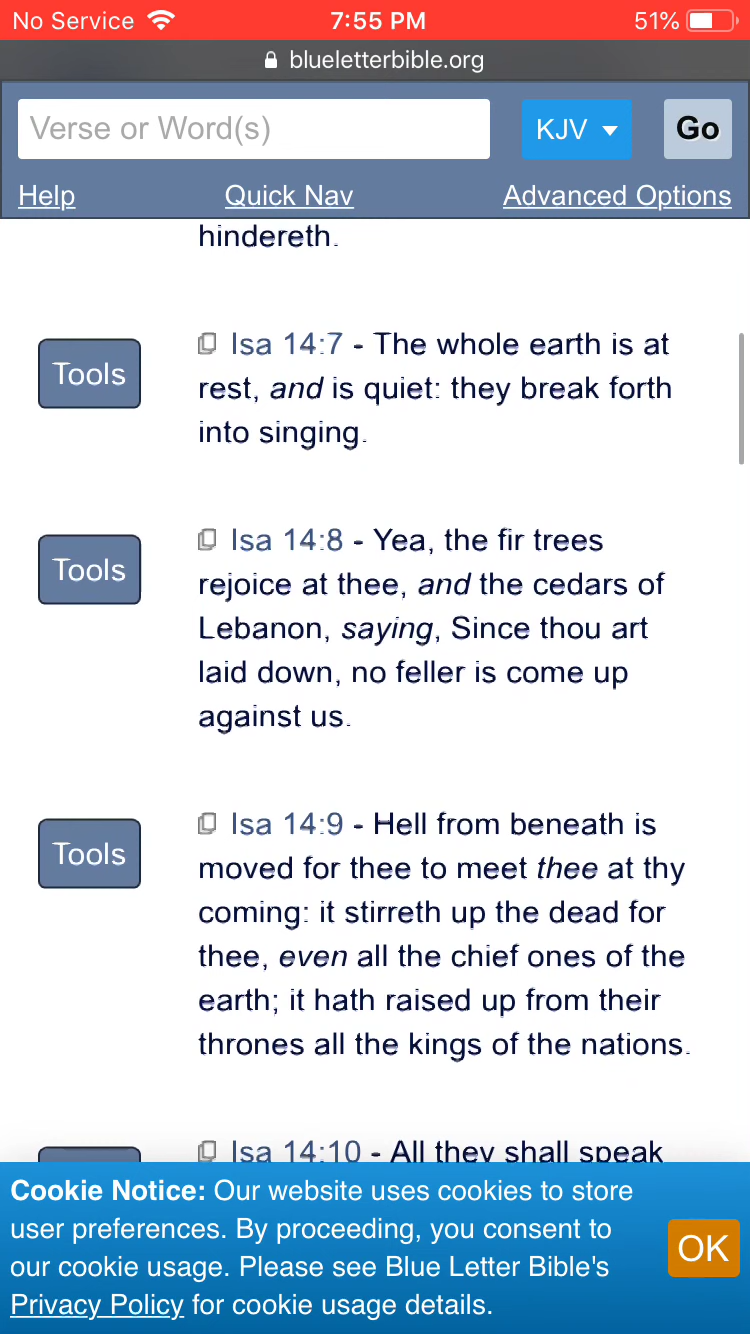 No Service 7:55 PM 51%
blueletterbible.org
Verse or Word(s) KJV Go
Help Quick Nav Advanced Options
hindereth.
Tools
Isa 14:7 - The whole earth is at
rest, and is quiet: they break forth
into singing.
Tools
Isa 14:8 - Yea, the fir trees
rejoice at thee, and the cedars of
Lebanon, saying, Since thou art
laid down, no feller is come up
against us.
Tools
Isa 14:9 - Hell from beneath is
moved for thee to meet thee at thy
coming: it stirreth up the dead for
thee, even all the chief ones of the
earth; it hath raised up from their
thrones all the kings of the nations.
Isa 14:10 - All they shall speak
Cookie Notice: Our website uses cookies to store
user preferences. By proceeding, you consent to
our cookie usage. Please see Blue Letter Bible's
Privacy Policy for cookie usage details.
OK